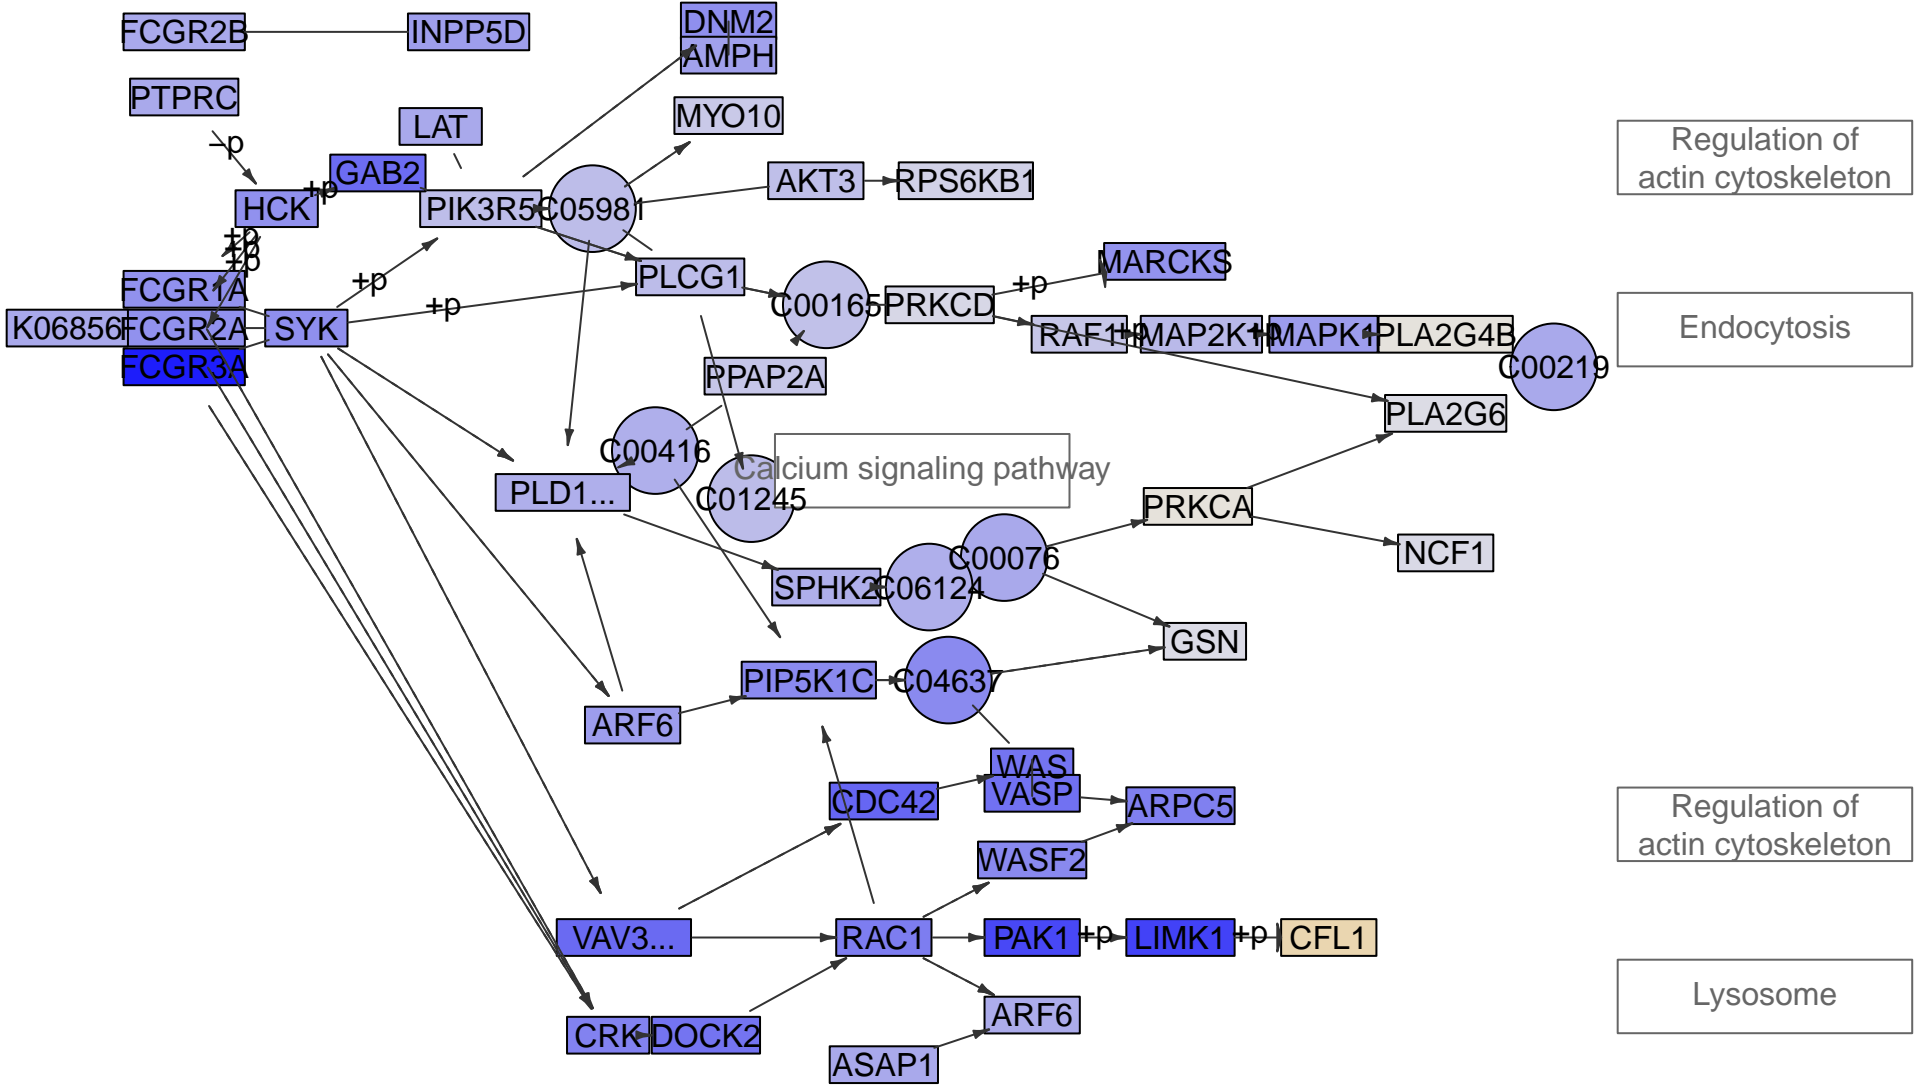 FCGR2B
INPP5D
DNM2
AMPH
PTPRC
LAT
MYO10
−p
GAB2
+p
HCK
PIK3R5
C05981
AKT3
RPS6KB1
Regulation of
actin cytoskeleton
+p
+p
+p
MARCKS
FCGR1A
+p
PLCG1
+p
+p
C00165
PRKCD
K06856
FCGR2A
SYK
RAF1
+p
MAP2K1
+p
MAPK1
PLA2G4B
Endocytosis
FCGR3A
PPAP2A
C00219
PLA2G6
C00416
Calcium signaling pathway
PLD1...
C01245
PRKCA
NCF1
C00076
SPHK2
C06124
GSN
PIP5K1C
C04637
ARF6
WAS
VASP
CDC42
ARPC5
Regulation of
actin cytoskeleton
WASF2
VAV3...
RAC1
PAK1
+p
LIMK1
+p
CFL1
Lysosome
ARF6
CRK
DOCK2
ASAP1